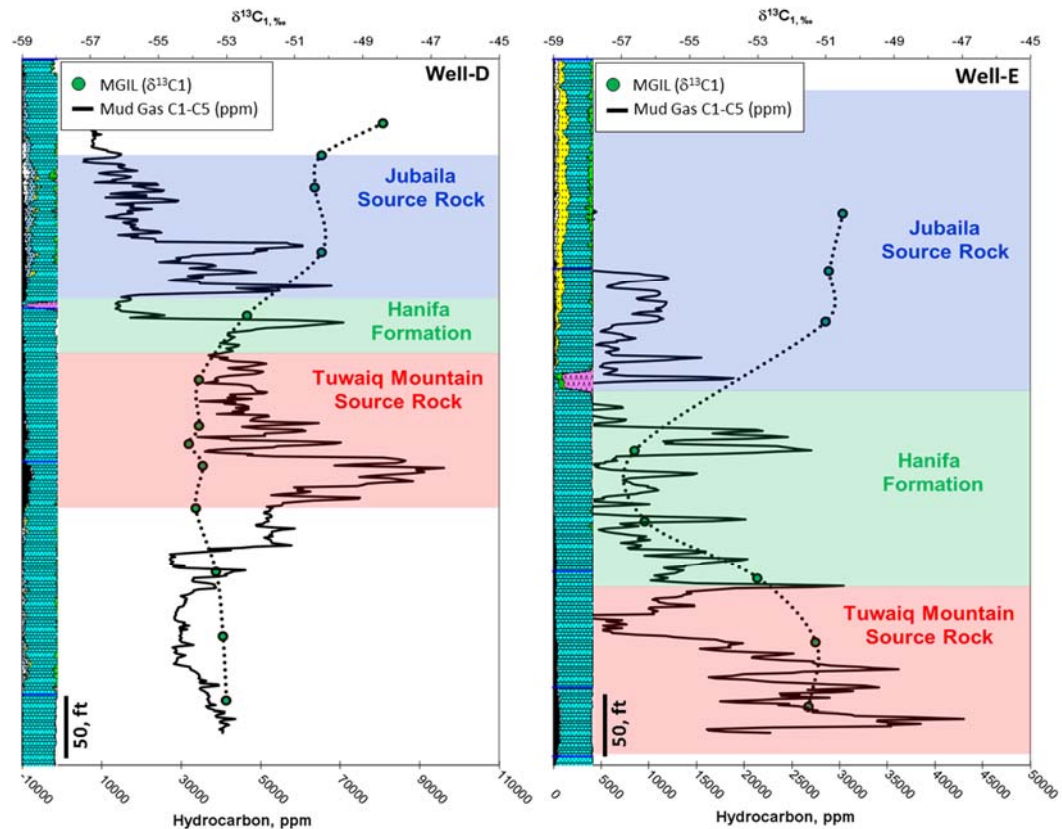 δ13C1,‰
-59 -57 -55 -53 -51 -49 -47 -45
MGIL (δ13C1)
Mud Gas C1-C5 (ppm)
Well-D
Jubaila
Source Rock
Hanifa
Formation
Tuwaiq Mountain
Source Rock
50, ft
-10000 10000 30000 50000 70000 90000 110000
Hydrocarbon, ppm
δ13C1,‰
-59 -57 -55 -53 -51 -49 -47 -45
MGIL (δ13C1)
Mud Gas C1-C5 (ppm)
Well-E
Jubaila
Source Rock
Hanifa
Formation
Tuwaiq Mountain
Source Rock
50, ft
0 5000 10000 15000 20000 25000 30000 35000 40000 45000 50000
Hydrocarbon, ppm